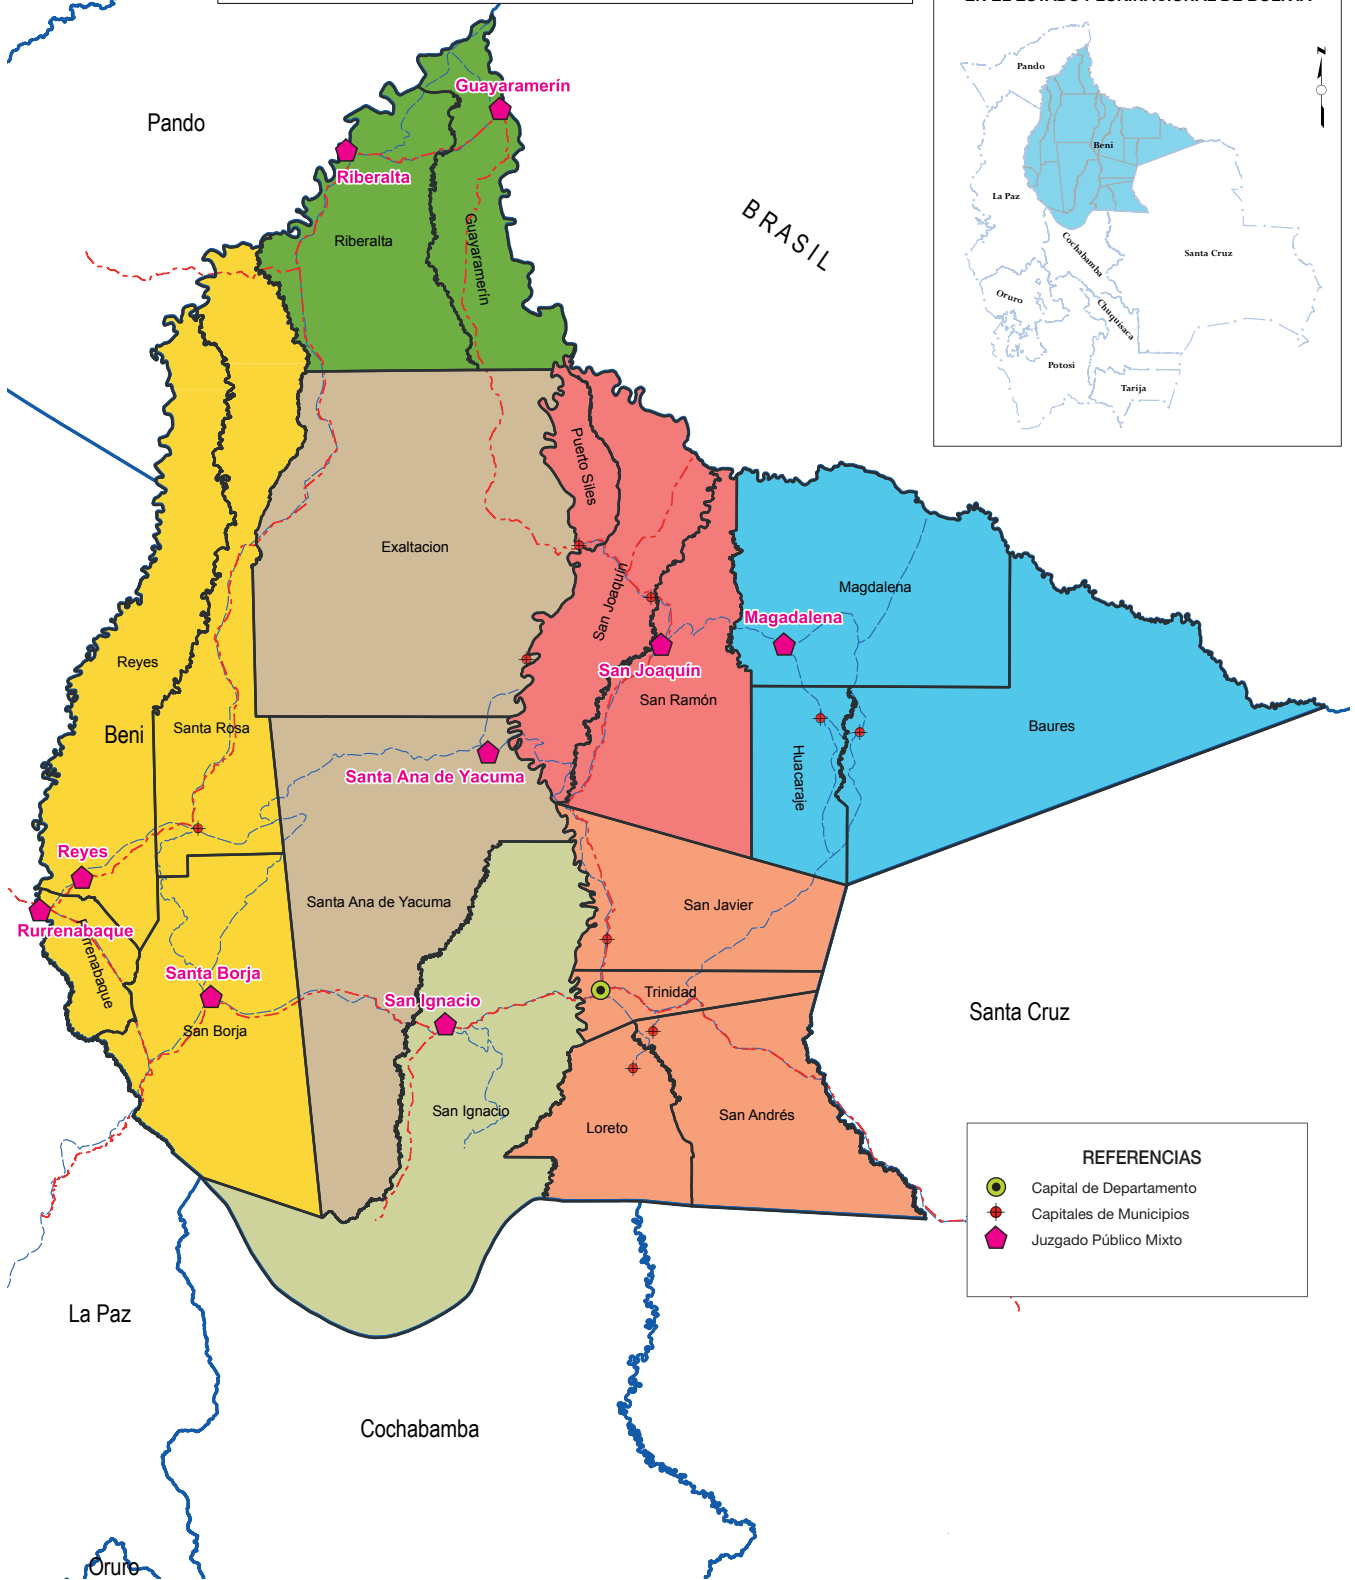 Pando
BRASIL
Guayaramerín
Riberalta
Riberalta
Guayaramerín
Pando
Beni
La Paz
Cochabamba
Santa Cruz
Oruro
Chuquisaca
Potosi
Tarija
N
Exaltacion
Puerto Siles
San Joaquín
Magdalena
Magadalena
San Joaquín
San Ramón
Reyes
Beni
Santa Rosa
Baures
Huacaraje
Santa Ana de Yacuma
Reyes
Santa Ana de Yacuma
San Javier
Rurrenabaque
Santa Borja
San Ignacio
Trinidad
San Borja
Santa Cruz
San Ignacio
Loreto
San Andrés
REFERENCIAS
Capital de Departamento
Capitales de Municipios
Juzgado Público Mixto
La Paz
Cochabamba
Oruro